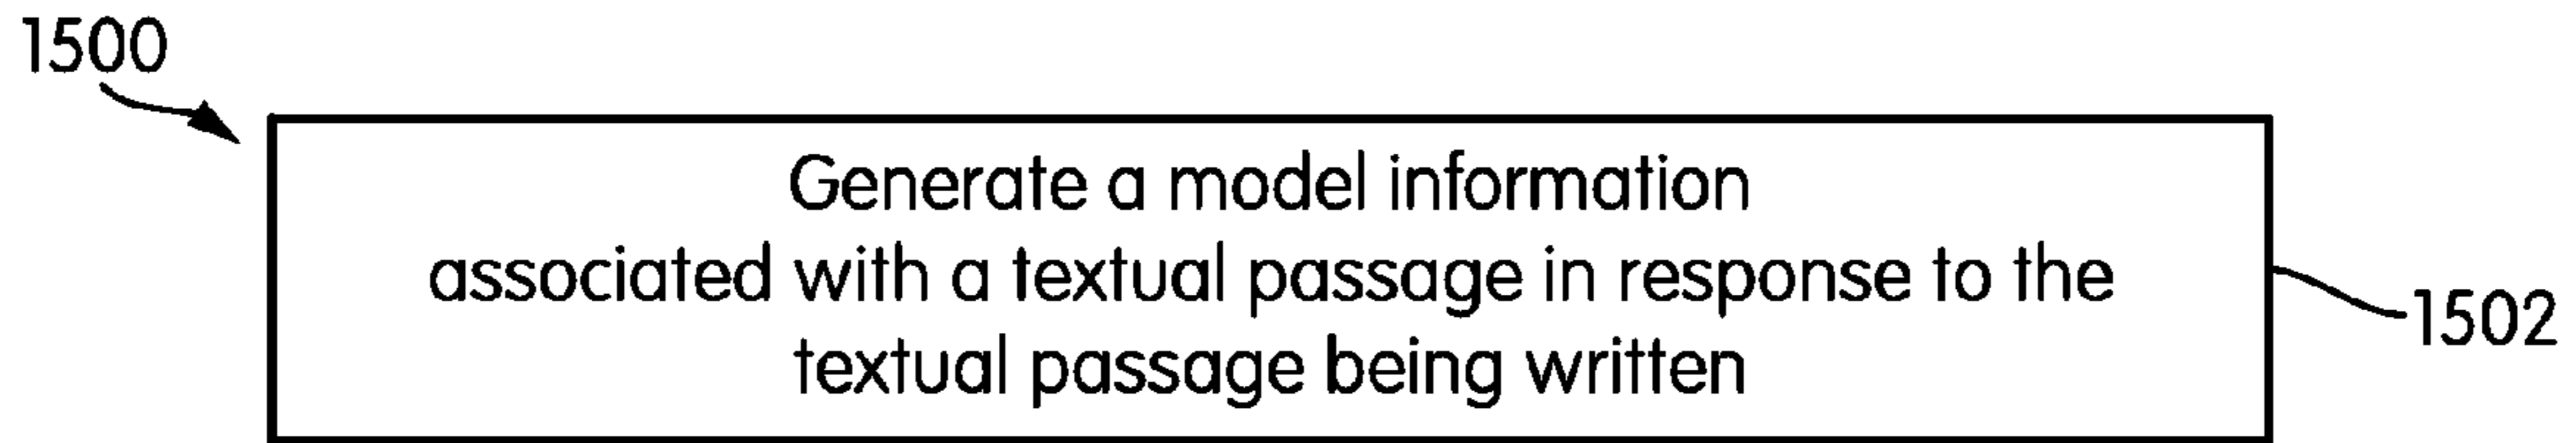 1500
Generate a model information
associated with a textual passage in response to the
textual passage being written
1502